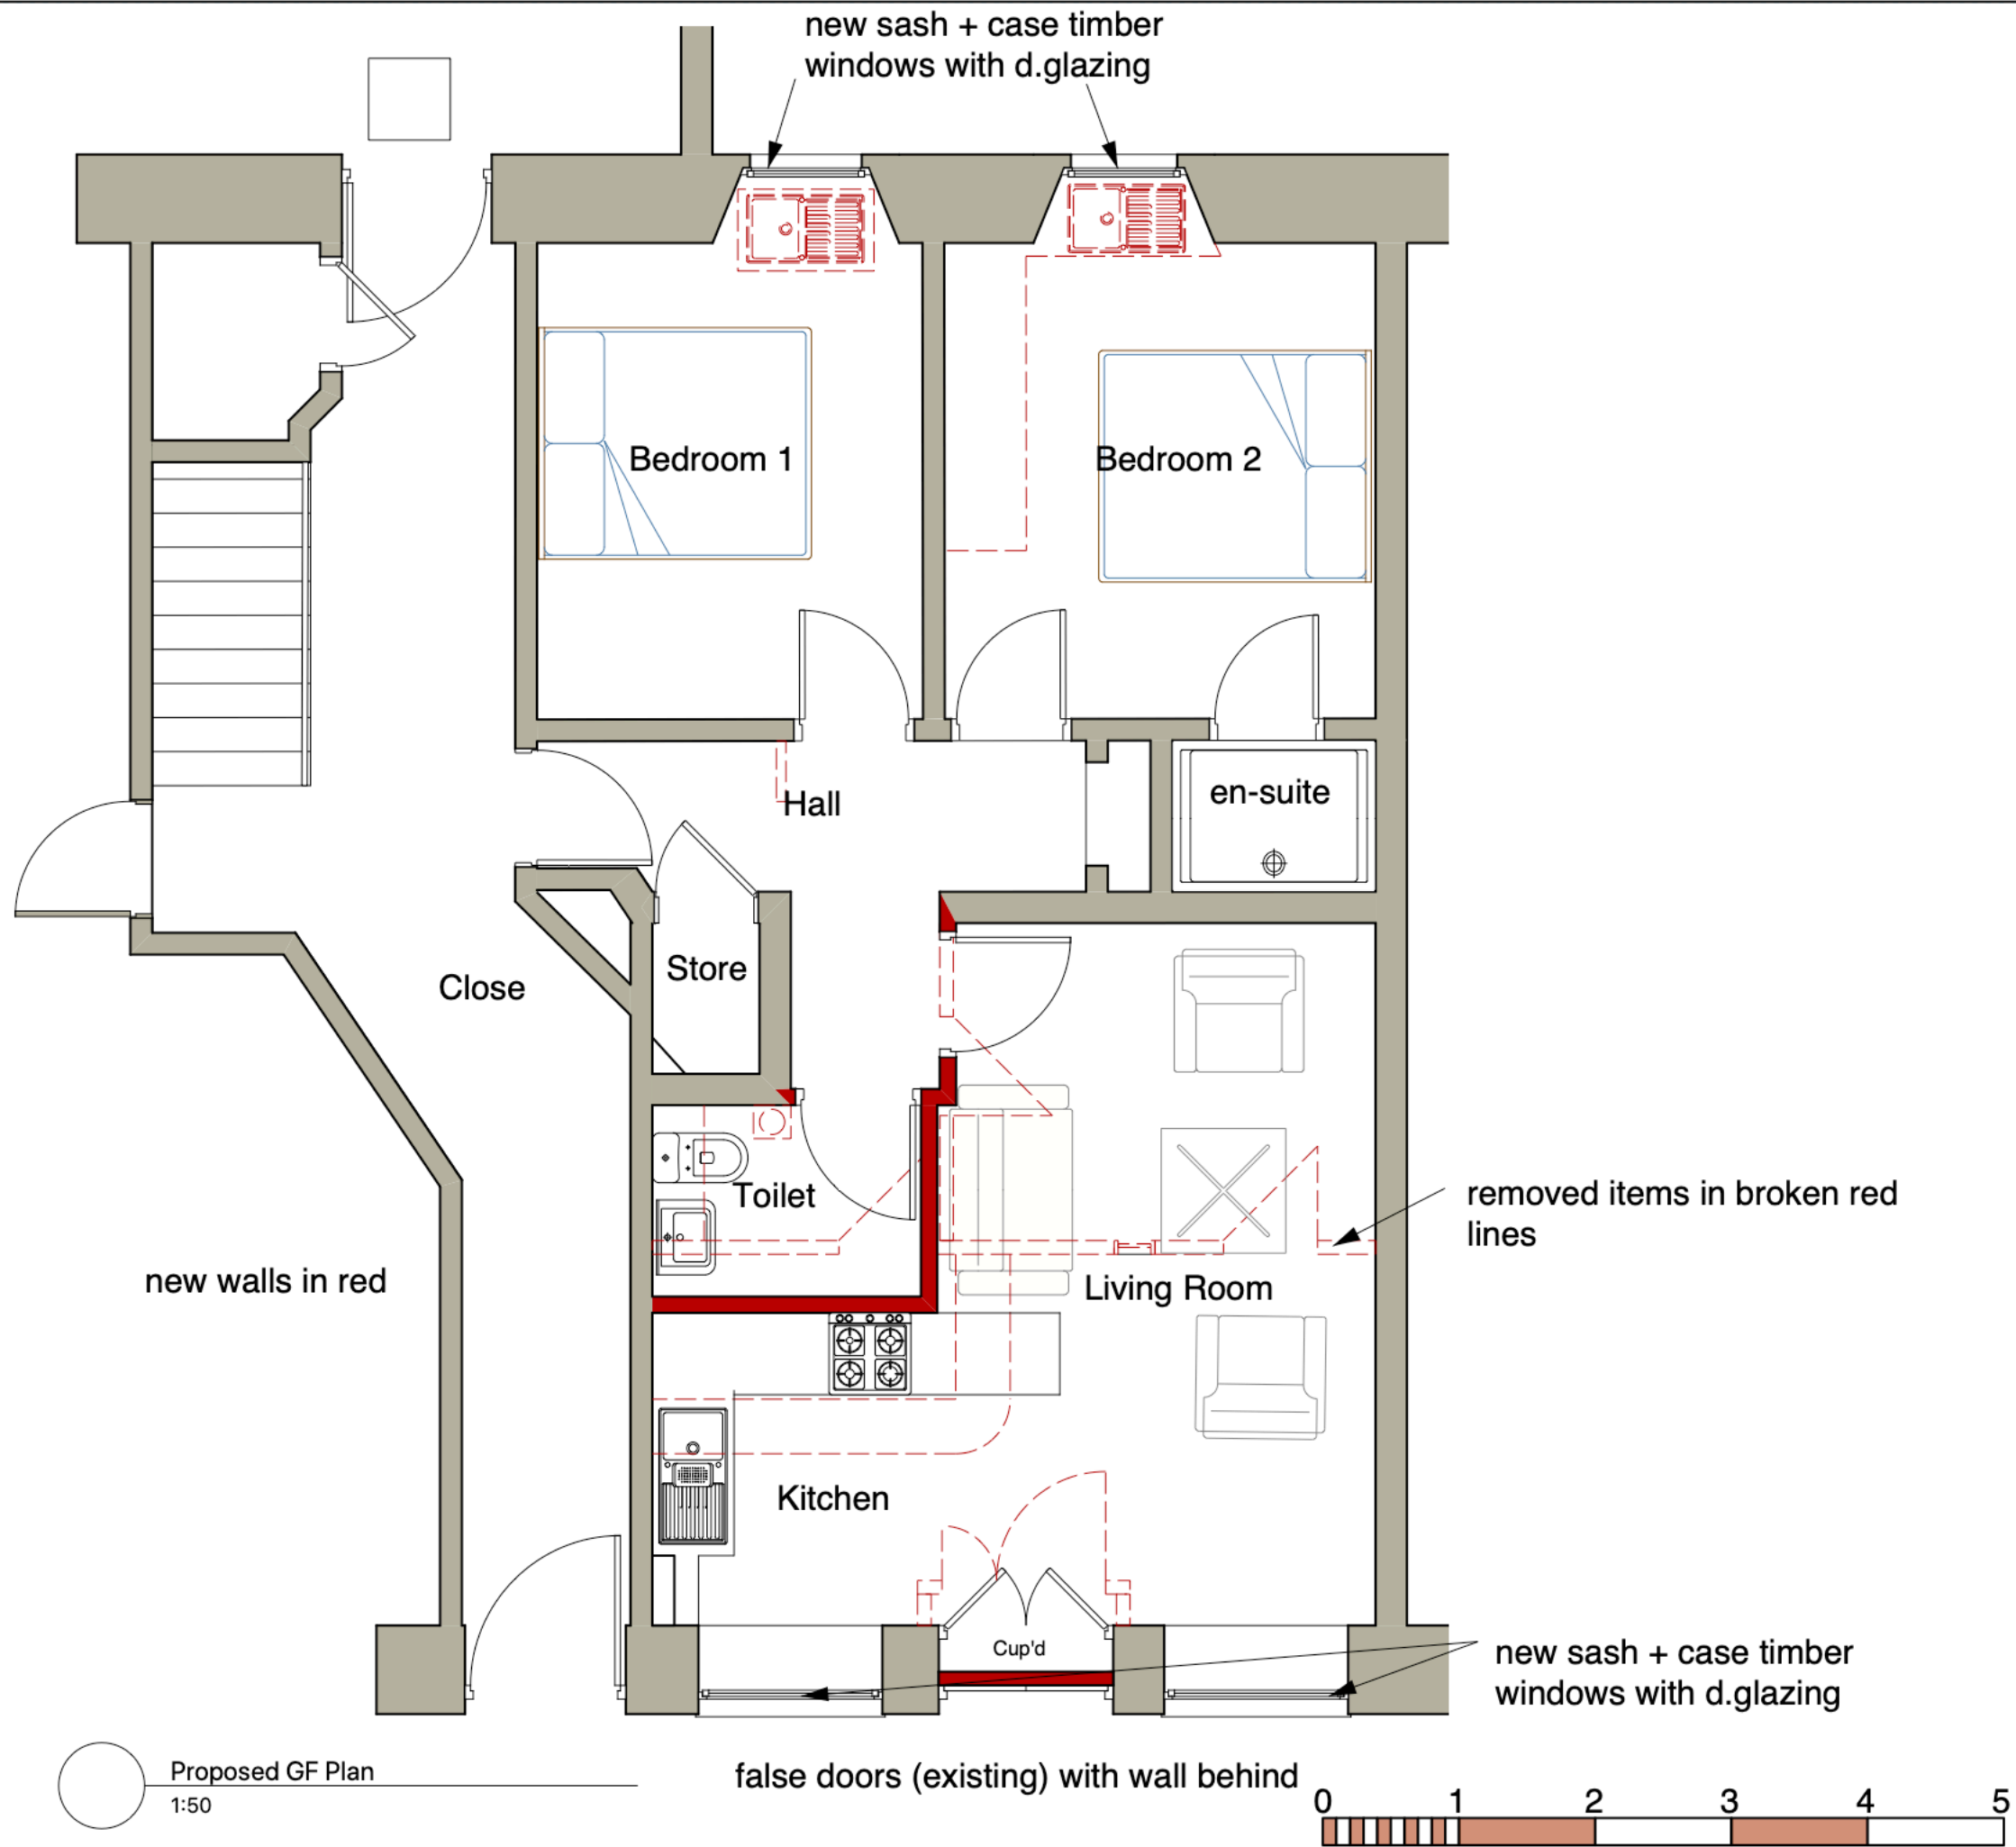 new sash + case timber
windows with d.glazing
Bedroom 1
Bedroom 2
Hall
en-suite
Store
Close
Toilet
removed items in broken red
lines
new walls in red
Living Room
Kitchen
Cup'd
new sash + case timber
windows with d.glazing
Proposed GF Plan
1:50
false doors (existing) with wall behind
0 1 2 3 4 5